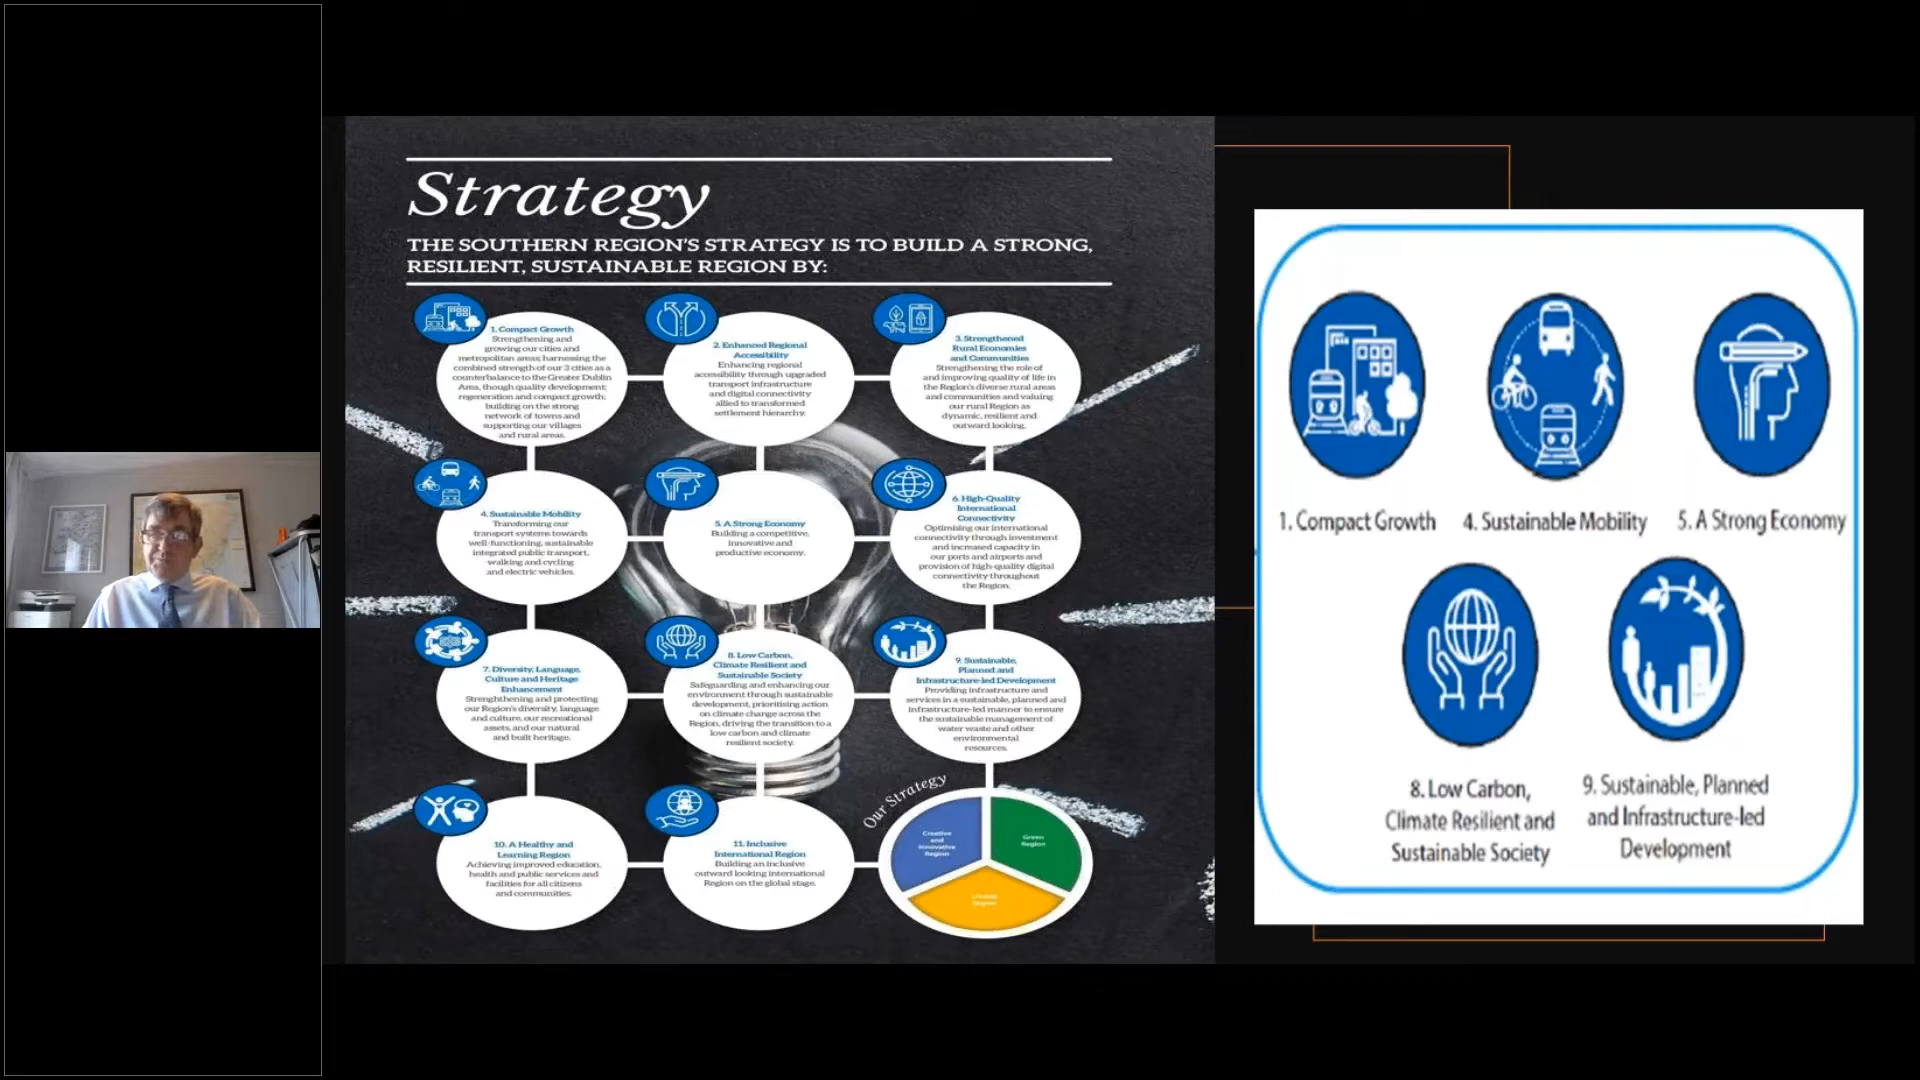 Strategy
THE SOUTHERN REGION'S STRATEGY IS TO BUILD A STRONG,
RESILIENT, SUSTAINABLE REGION BY:
1. Compact Growth
Strengthening and
growing our cities and
metropolitan areas; harnessing the
combined strength of our 3 cities as a
counterbalance to the Greater Dublin
Area, though quality development;
regeneration and compact growth;
building on the strong
network of towns and
supporting our villages
and rural areas.
2. Enhanced Regional
Accessibility
Enhancing regional
accessibility through upgraded
transport infrastructure
and digital connectivity
allied to transformed
settlement hierarchy.
3. Strengthened
Rural Economies
and Communities
Strengthening the role of
and improving quality of life in
the Region's diverse rural areas
and communities and valuing
our rural Region as
dynamic, resilient and
outward looking.
4. Sustainable Mobility
Transforming our
transport systems towards
well-functioning, sustainable
integrated public transport,
walking and cycling
and electric vehicles.
5. A Strong Economy
Building a competitive,
innovative and
productive economy.
6. High-Quality
International
Connectivity
Optimising our international
connectivity through investment
and increased capacity in
our ports and airports and
provision of high-quality digital
connectivity throughout
the Region.
7. Diversity, Language,
Culture and Heritage
Enhancement
Strenghthening and protecting
our Region's diversity, language
and culture, our recreational
assets, and our natural
and built heritage.
8. Low Carbon,
Climate Resilient and
Sustainable Society
Safeguarding and enhancing our
environment through sustainable
development, prioritising action
on climate change across the
Region, driving the transition to a
low carbon and climate
resilient society.
9. Sustainable,
Planned and
Infrastructure-led Development
Providing infrastructure and
services in a sustainable, planned and
infrastructure-led manner to ensure
the sustainable management of
water waste and other
environmental
resources.
10. A Healthy and
Learning Region
Achieving improved education,
health and public services and
facilities for all citizens
and communities.
11. Inclusive
International Region
Building an inclusive
outward looking international
Region on the global stage.
Our Strategy
Creative
and
Innovative
Region
Green
Region
Liveable
Region
1. Compact Growth
4. Sustainable Mobility
5. A Strong Economy
8. Low Carbon,
Climate Resilient and
Sustainable Society
9. Sustainable, Planned
and Infrastructure-led
Development